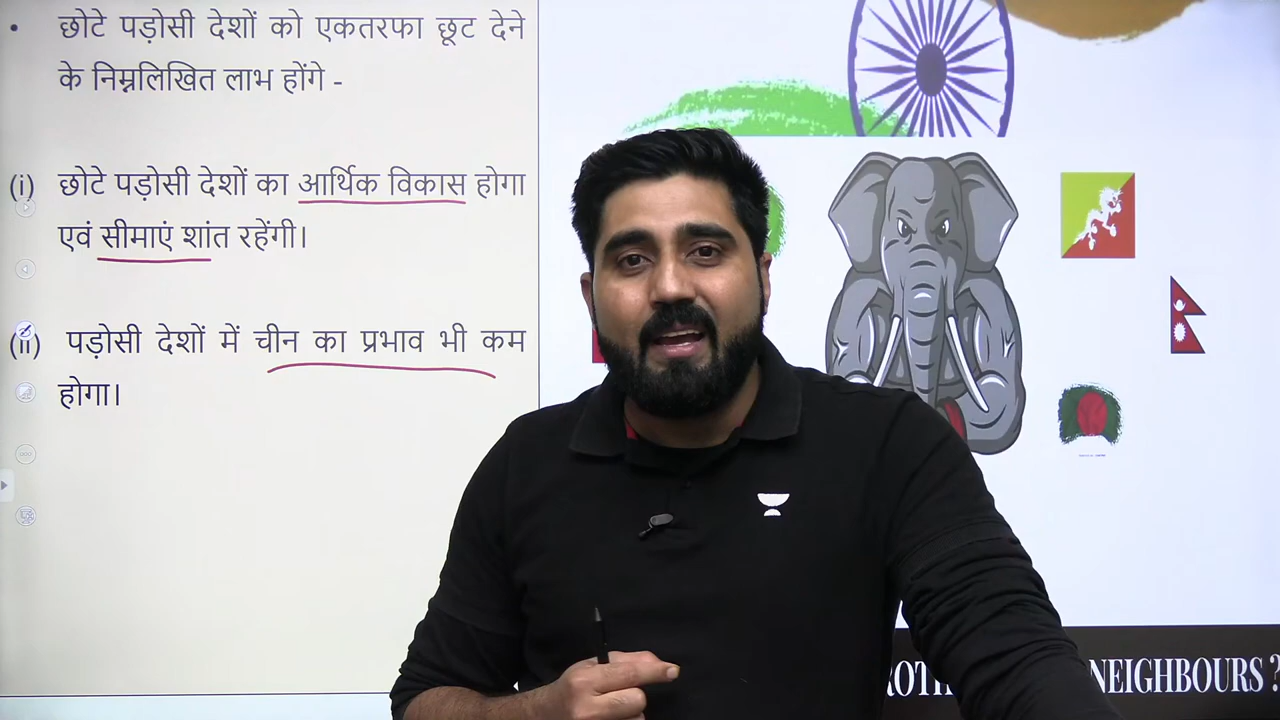 • छोटे पड़ोसी देशों को एकतरफा छूट देने
के निम्नलिखित लाभ होंगे -
(i) छोटे पड़ोसी देशों का आर्थिक विकास होगा
एवं सीमाएं शांत रहेंगी।
(ii) पड़ोसी देशों में चीन का प्रभाव भी कम
होगा।
NEIGHBOURS ?